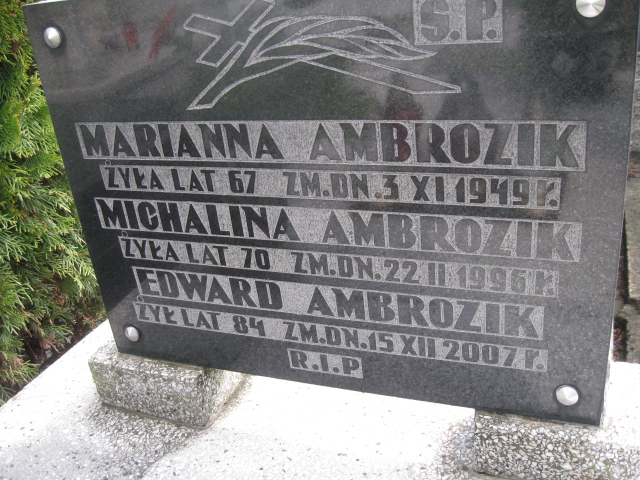 Ś.P.
MARIANNA AMBROZIK
ŻYŁA LAT 67 ZM.DN.3 XI 1949 r.
MICHALINA AMBROZIK
ŻYŁA LAT 70 ZM.DN.22 II 1996 r.
EDWARD AMBROZIK
ŻYŁ LAT 84 ZM.DN.15 XII 2007 r.
R.I.P